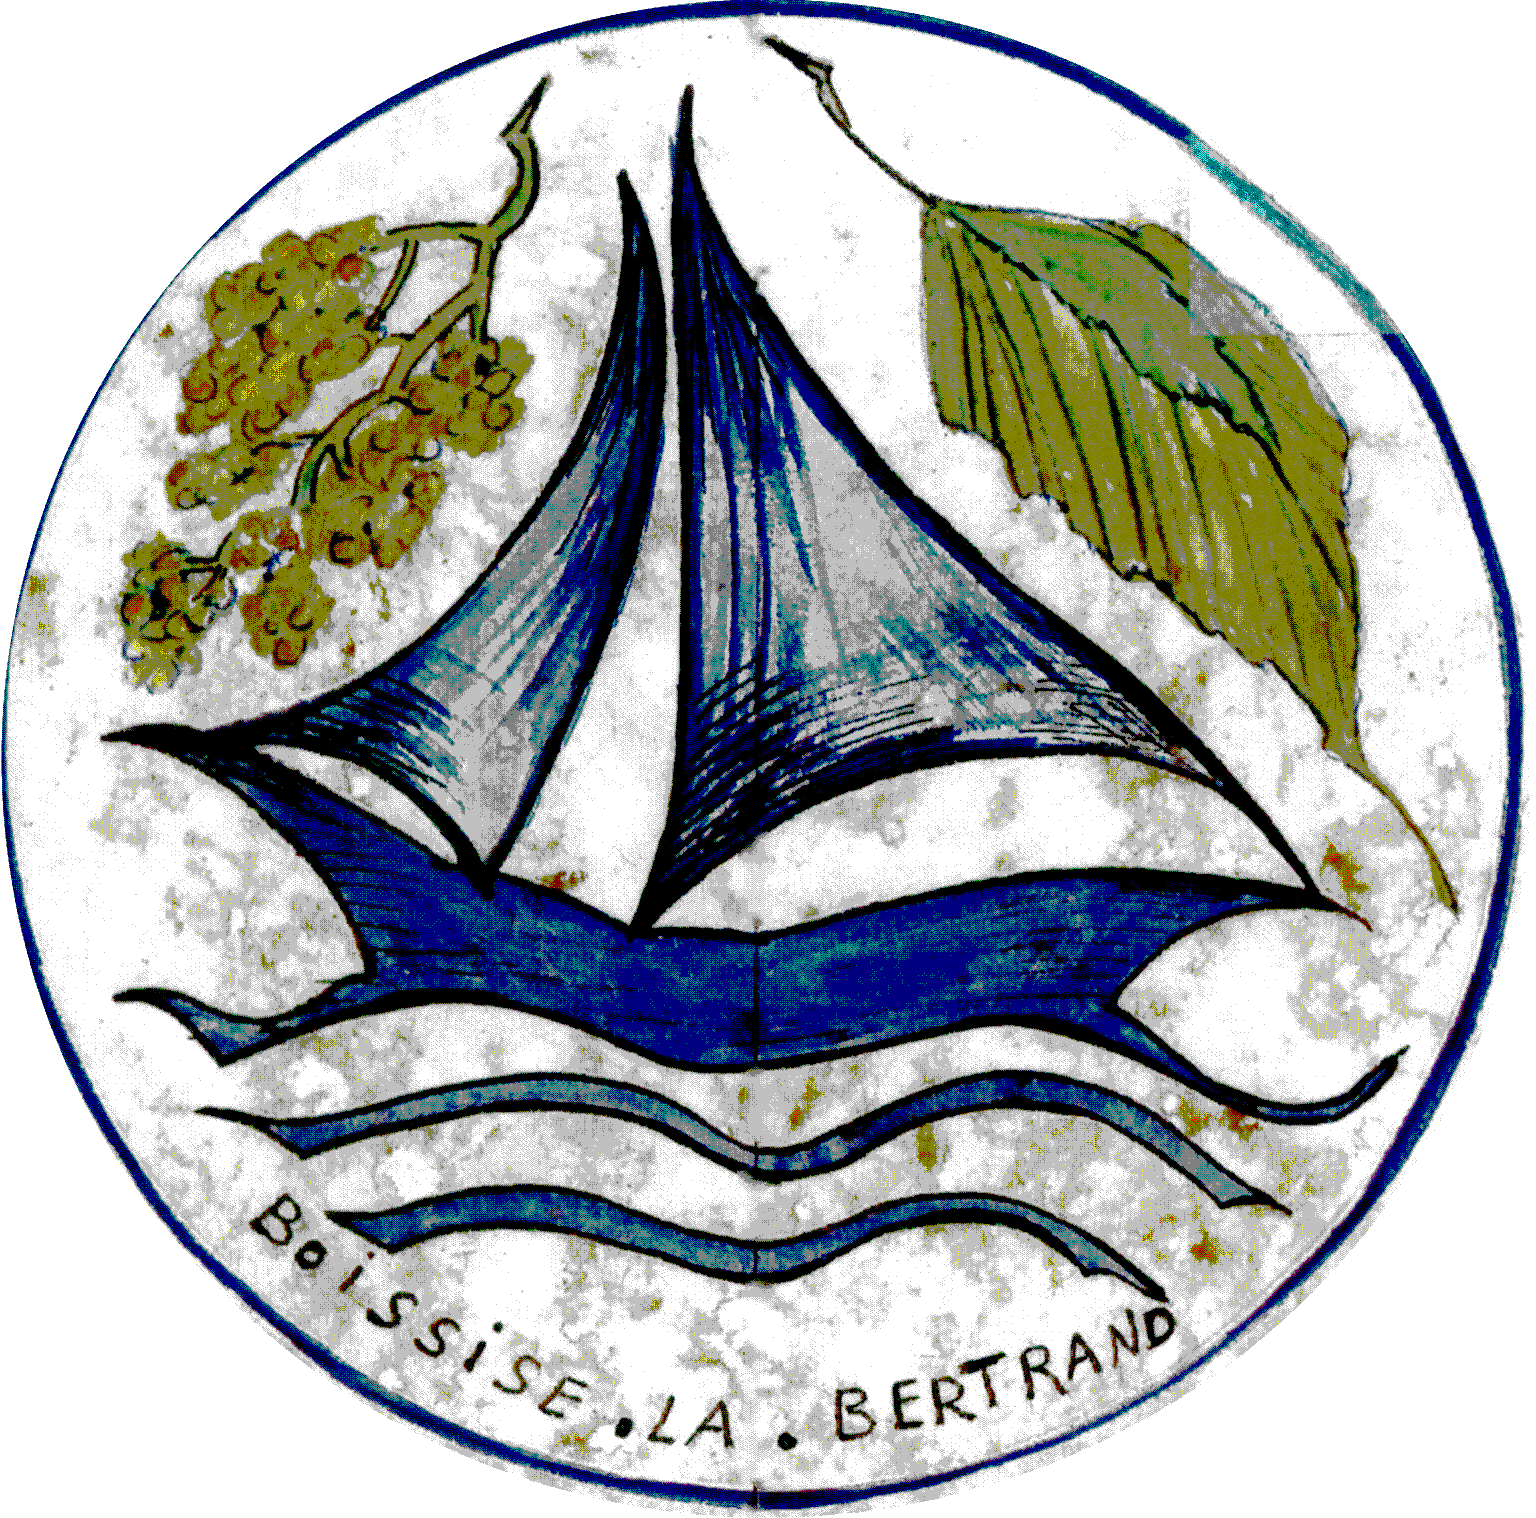 BOiSSiSE . LA . BERTRAND